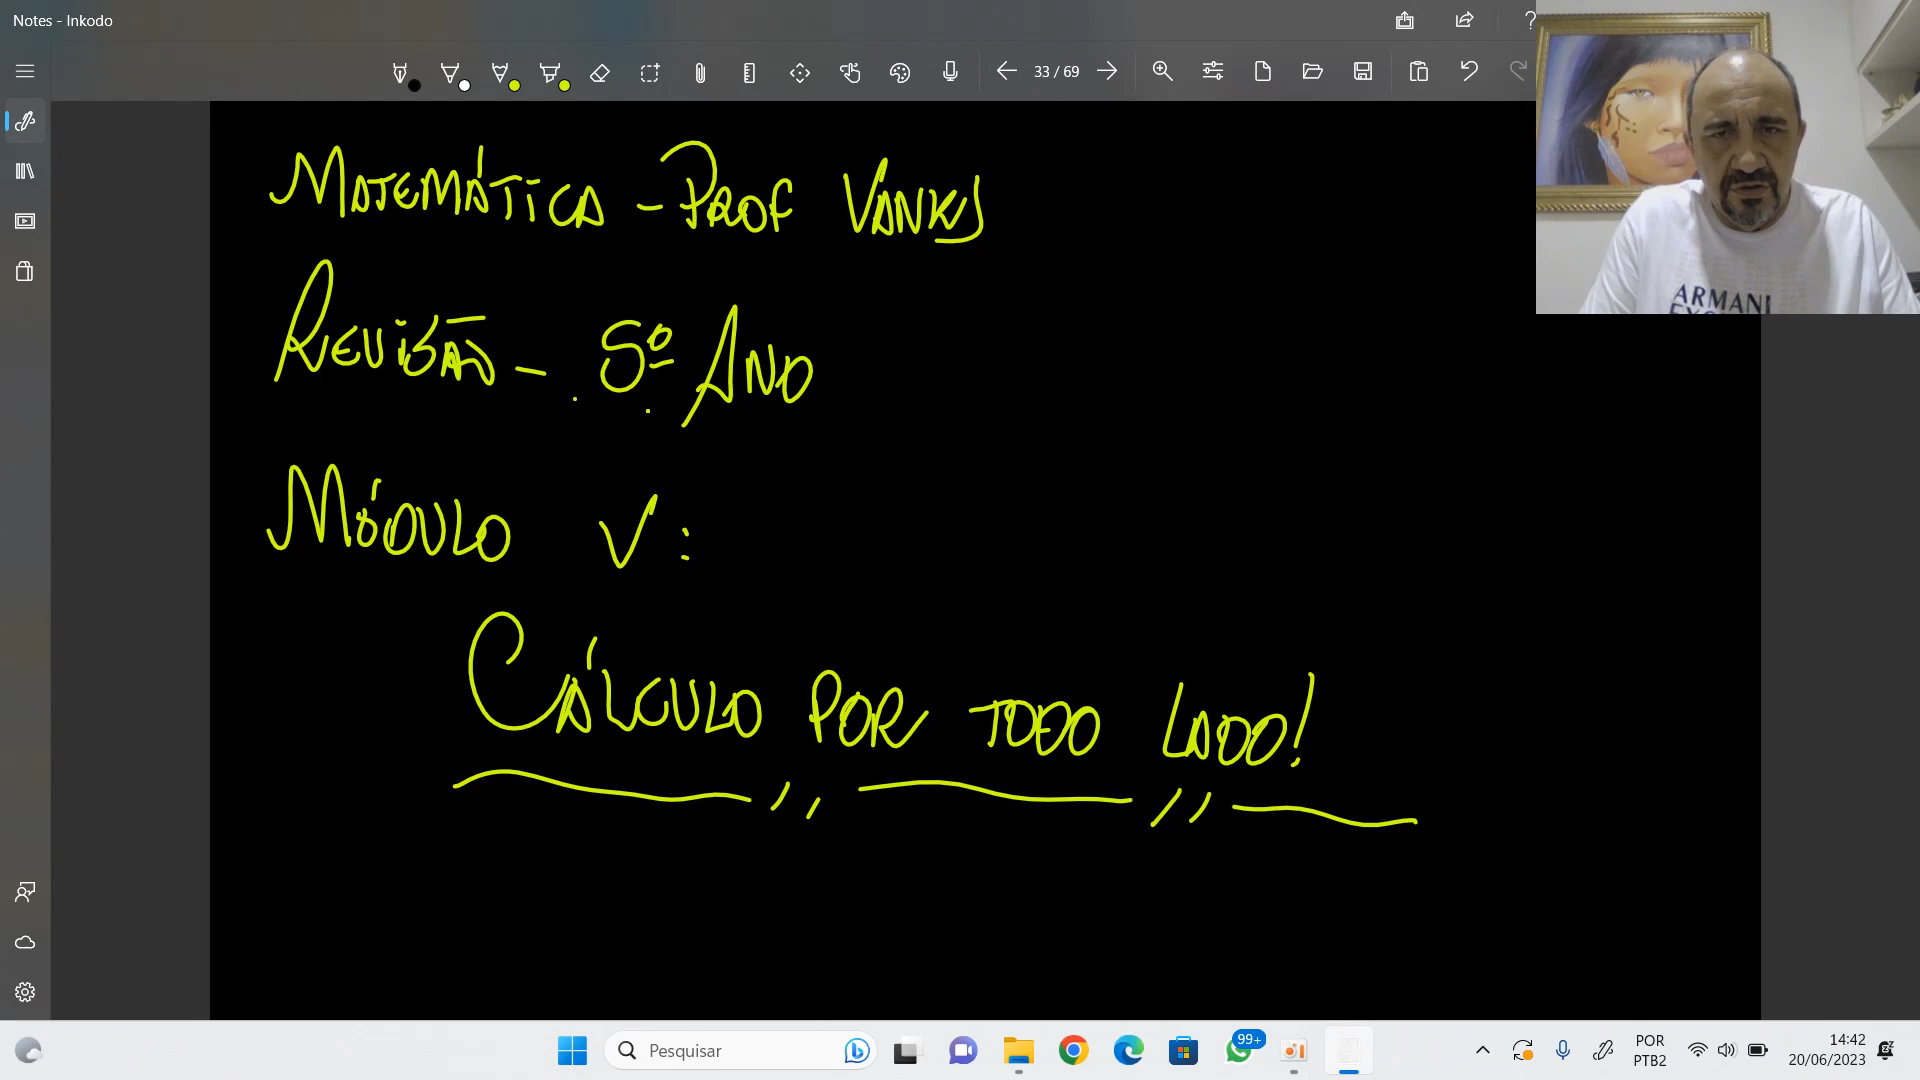 Notes - Inkodo
33 / 69
MATEMÁTICA - PROF VANKS
REVISÃO - 5º ANO
MÓDULO V:
CÁLCULO POR TODO LADO!
ARMANI
Pesquisar
99+
POR
PTB2
14:42
20/06/2023